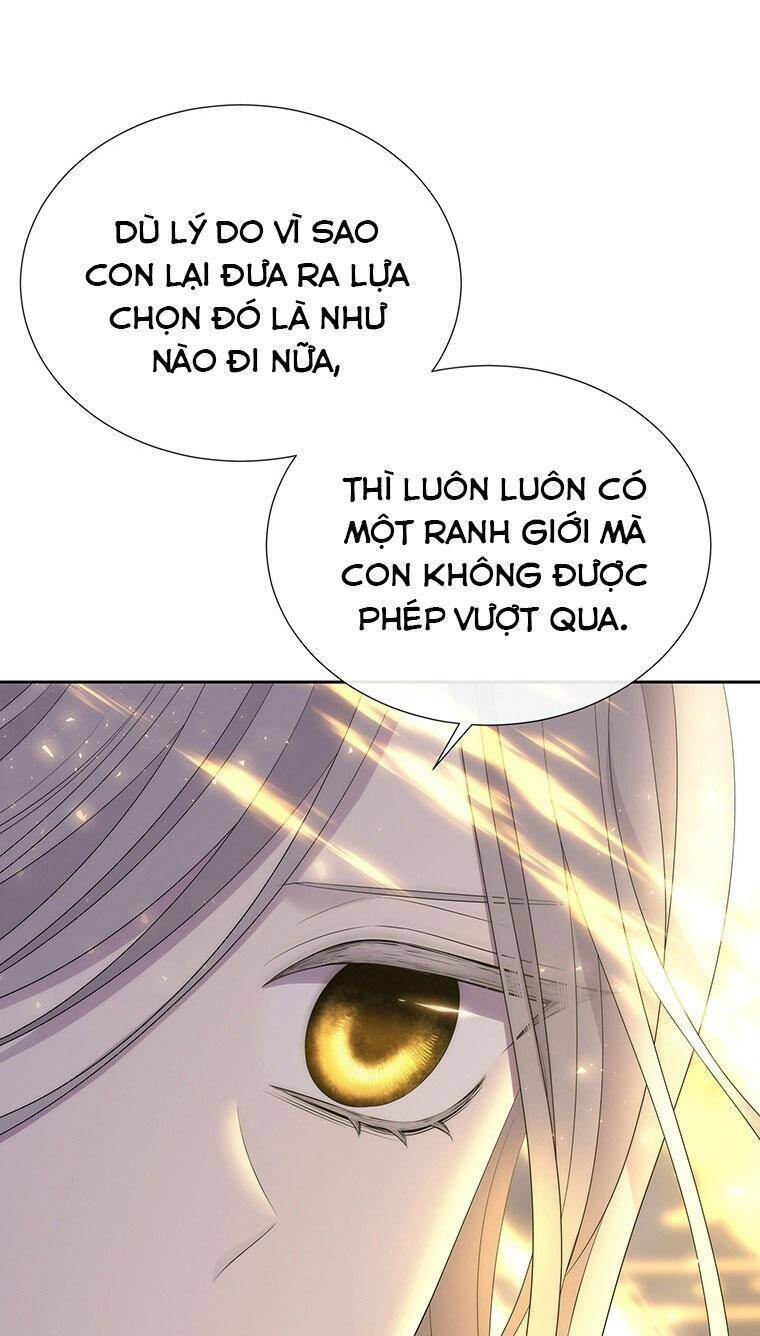 DÙ LÝ DO VÌ SAO
CON LẠI ĐƯA RA LỰA
CHỌN ĐÓ LÀ NHƯ
NÀO ĐI NỮA,
THÌ LUÔN LUÔN CÓ
MỘT RANH GIỚI MÀ
CON KHÔNG ĐƯỢC
PHÉP VƯỢT QUA.